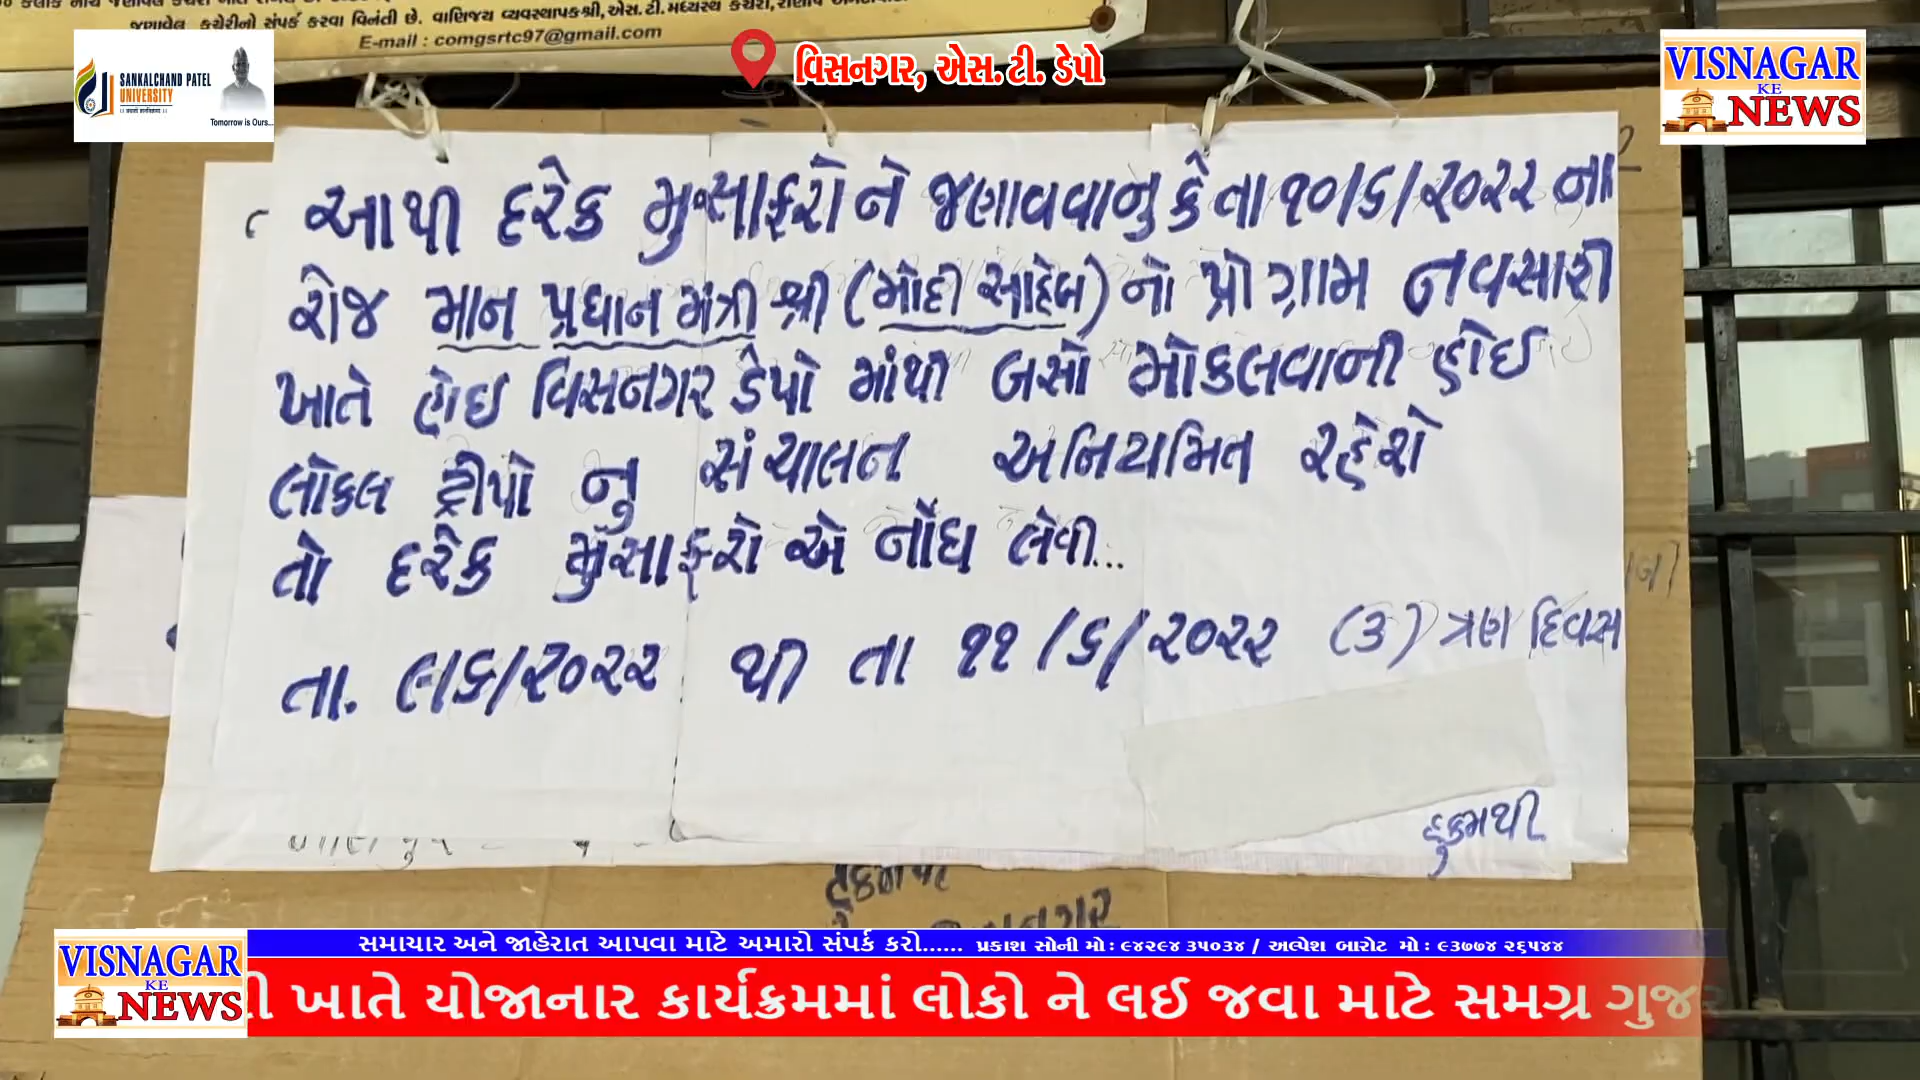 જણાવેલ કચેરીનો સંપર્ક કરવા વિનંતી છે. વાણિજ્ય વ્યવસ્થાપકશ્રી, એસ.ટી. મધ્યસ્થ કચેરી,
E-mail : comgsrtc97@gmail.com
SANKALCHAND PATEL
UNIVERSITY
Tomorrow is Ours...
વિસનગર, એસ. ટી. ડેપો
VISNAGAR
KE
NEWS
આથી દરેક મુસાફરોને જણાવવાનુ કે તા ૧૦/૬/૨૦૨૨ ના
રોજ માન પ્રધાન મંત્રી શ્રી (મોદી સાહેબ) નો પ્રોગ્રામ નવસારી
ખાતે હોઇ વિસનગર ડેપો માંથી બસો મોકલવાની હોઈ
લોકલ ટ્રીપો નુ સંચાલન અનિયમિત રહેશે
તો દરેક મુસાફરો એ નોંધ લેવી...
તા. ૯/૬/૨૦૨૨ થી તા ૧૧/૬/૨૦૨૨ (૩) ત્રણ દિવસ
હુકમથી
સમાચાર અને જાહેરાત આપવા માટે અમારો સંપર્ક કરો...... પ્રકાશ સોની મો : ૯૪૨૯૪ ૩૫૦૩૪ / અલ્પેશ બારોટ મો : ૯૩૭૭૪ ૨૬૫૪૪
VISNAGAR
KE
NEWS
ખાતે યોજાનાર કાર્યક્રમમાં લોકો ને લઈ જવા માટે સમગ્ર